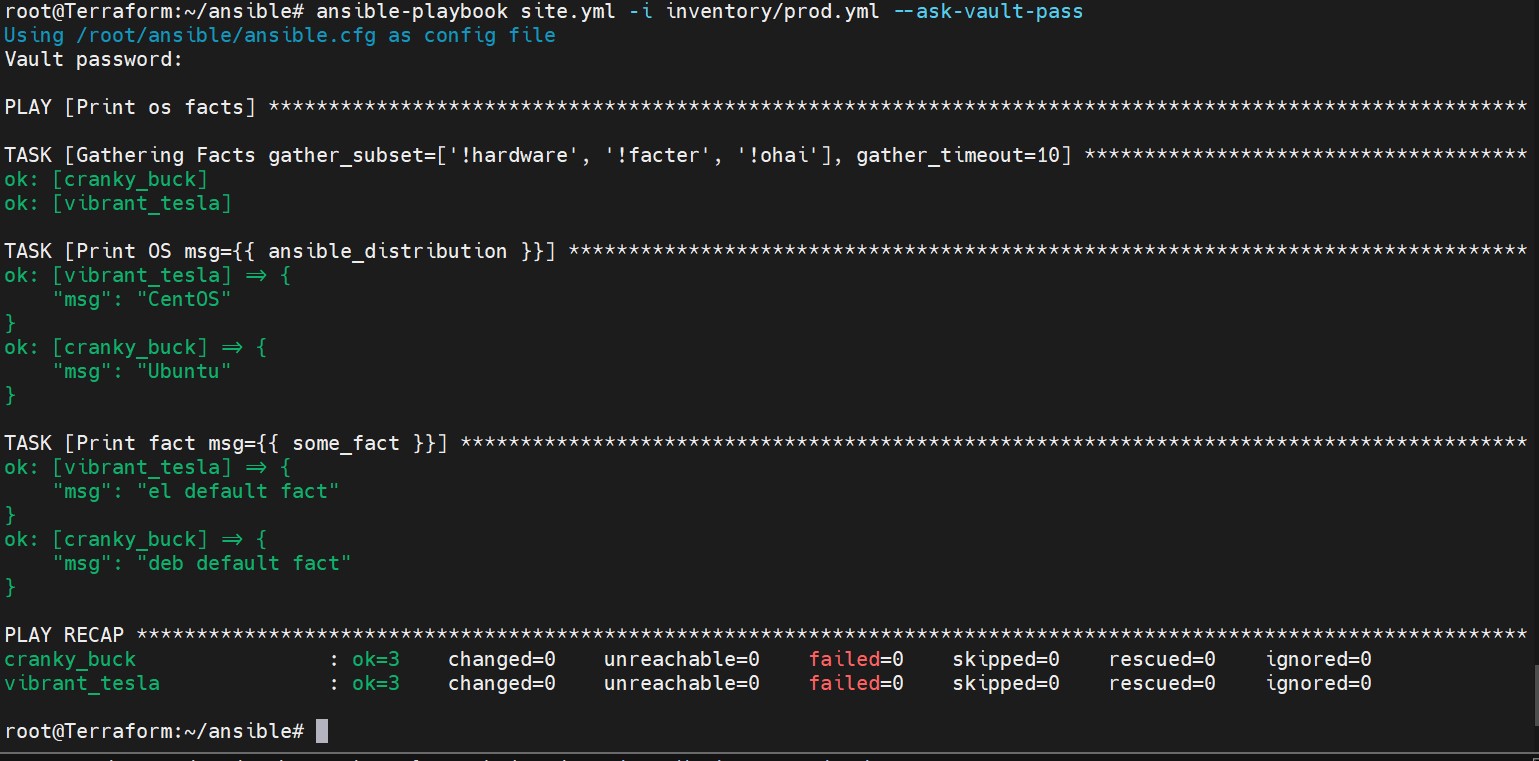 root@Terraform:~/ansible# ansible-playbook site.yml -i inventory/prod.yml --ask-vault-pass
Using /root/ansible/ansible.cfg as config file
Vault password:
PLAY [Print os facts] *********************************************************************************************************
TASK [Gathering Facts gather_subset=['!hardware', '!facter', '!ohai'], gather_timeout=10] *************************************
ok: [cranky_buck]
ok: [vibrant_tesla]
TASK [Print OS msg={{ ansible_distribution }}] ********************************************************************************
ok: [vibrant_tesla] => {
    "msg": "CentOS"
}
ok: [cranky_buck] => {
    "msg": "Ubuntu"
}
TASK [Print fact msg={{ some_fact }}] *****************************************************************************************
ok: [vibrant_tesla] => {
    "msg": "el default fact"
}
ok: [cranky_buck] => {
    "msg": "deb default fact"
}
PLAY RECAP ********************************************************************************************************************
cranky_buck                : ok=3    changed=0    unreachable=0    failed=0    skipped=0    rescued=0    ignored=0
vibrant_tesla              : ok=3    changed=0    unreachable=0    failed=0    skipped=0    rescued=0    ignored=0
root@Terraform:~/ansible#